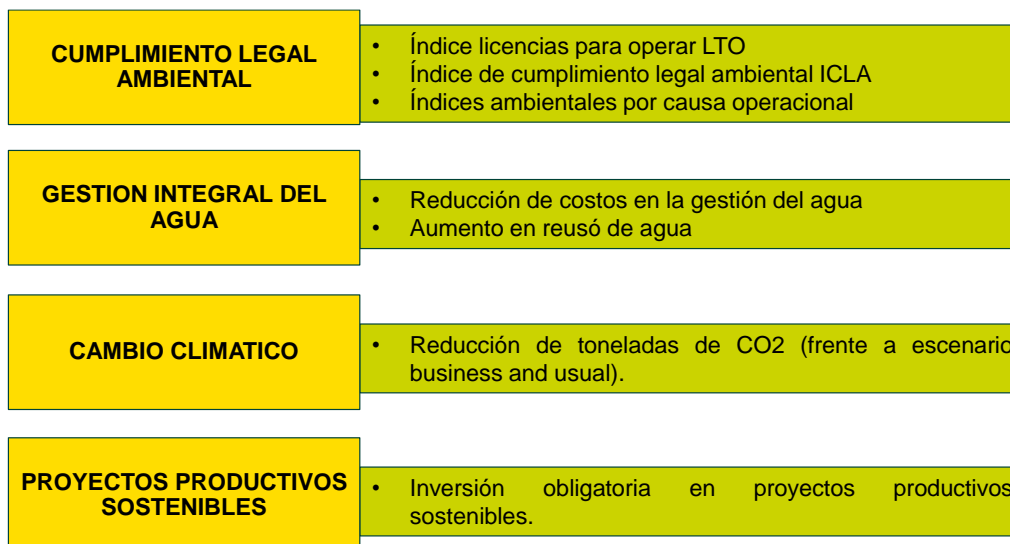 CUMPLIMIENTO LEGAL
AMBIENTAL
• Índice licencias para operar LTO
• Índice de cumplimiento legal ambiental ICLA
• Índices ambientales por causa operacional
GESTION INTEGRAL DEL
AGUA
• Reducción de costos en la gestión del agua
• Aumento en reusó de agua
CAMBIO CLIMATICO
• Reducción de toneladas de CO2 (frente a escenario
business and usual).
PROYECTOS PRODUCTIVOS
SOSTENIBLES
• Inversión obligatoria en proyectos productivos
sostenibles.